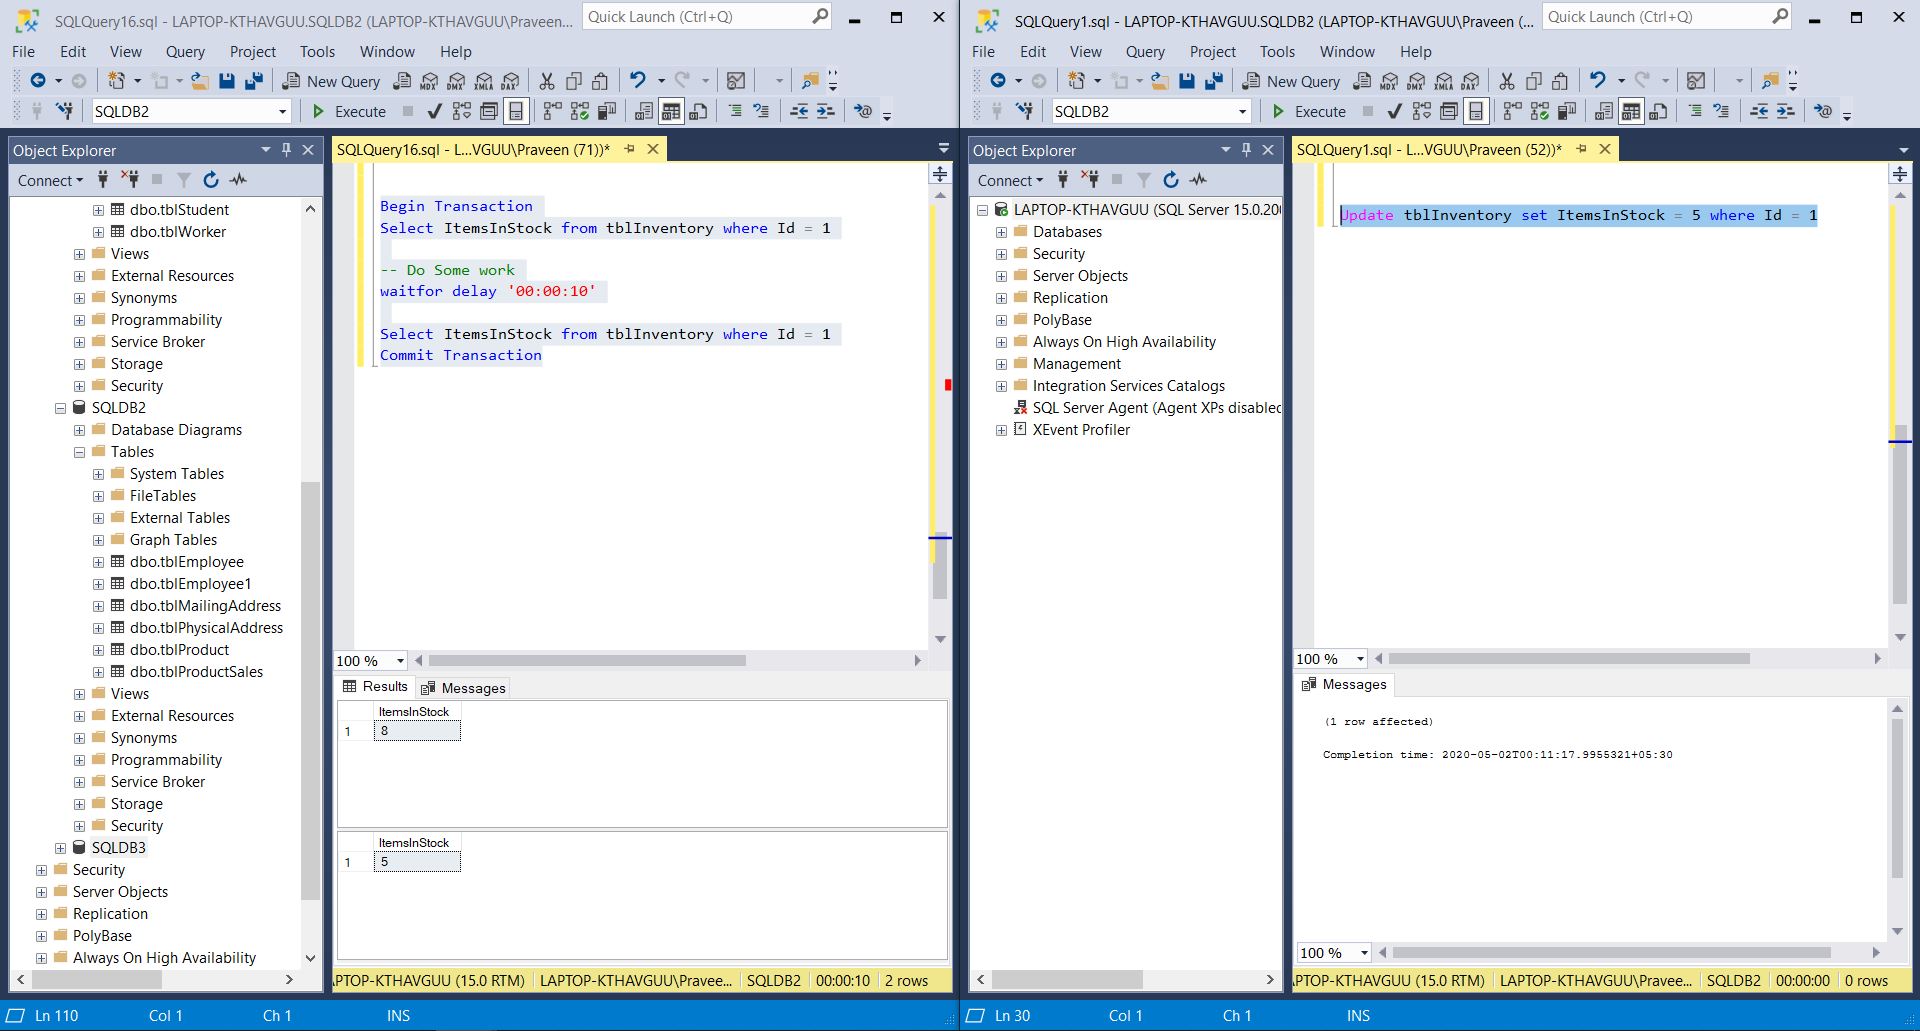 SQLQuery16.sql - LAPTOP-KTHAVGUU.SQLDB2 (LAPTOP-KTHAVGUU\Praveen...
Quick Launch (Ctrl+Q)
File Edit View Query Project Tools Window Help
New Query
MDX DMX XMLA DAX
SQLDB2
Execute
Object Explorer
Connect
dbo.tblStudent
dbo.tblWorker
Views
External Resources
Synonyms
Programmability
Service Broker
Storage
Security
SQLDB2
Database Diagrams
Tables
System Tables
FileTables
External Tables
Graph Tables
dbo.tblEmployee
dbo.tblEmployee1
dbo.tblMailingAddress
dbo.tblPhysicalAddress
dbo.tblProduct
dbo.tblProductSales
Views
External Resources
Synonyms
Programmability
Service Broker
Storage
Security
SQLDB3
Security
Server Objects
Replication
PolyBase
Always On High Availability
SQLQuery16.sql - L...VGUU\Praveen (71))*
Begin Transaction
Select ItemsInStock from tblInventory where Id = 1
-- Do Some work
waitfor delay '00:00:10'
Select ItemsInStock from tblInventory where Id = 1
Commit Transaction
100 %
Results Messages
ItemsInStock
1 8
ItemsInStock
1 5
\PTOP-KTHAVGUU (15.0 RTM) LAPTOP-KTHAVGUU\Pravee... SQLDB2 00:00:10 2 rows
Ln 110 Col 1 Ch 1 INS
SQLQuery1.sql - LAPTOP-KTHAVGUU.SQLDB2 (LAPTOP-KTHAVGUU\Praveen (...
Quick Launch (Ctrl+Q)
File Edit View Query Project Tools Window Help
New Query
MDX DMX XMLA DAX
SQLDB2
Execute
Object Explorer
Connect
LAPTOP-KTHAVGUU (SQL Server 15.0.200
Databases
Security
Server Objects
Replication
PolyBase
Always On High Availability
Management
Integration Services Catalogs
SQL Server Agent (Agent XPs disabled
XEvent Profiler
SQLQuery1.sql - L...VGUU\Praveen (52))*
Update tblInventory set ItemsInStock = 5 where Id = 1
100 %
Messages
(1 row affected)
Completion time: 2020-05-02T00:11:17.9955321+05:30
100 %
\PTOP-KTHAVGUU (15.0 RTM) LAPTOP-KTHAVGUU\Pravee... SQLDB2 00:00:00 0 rows
Ln 30 Col 1 Ch 1 INS